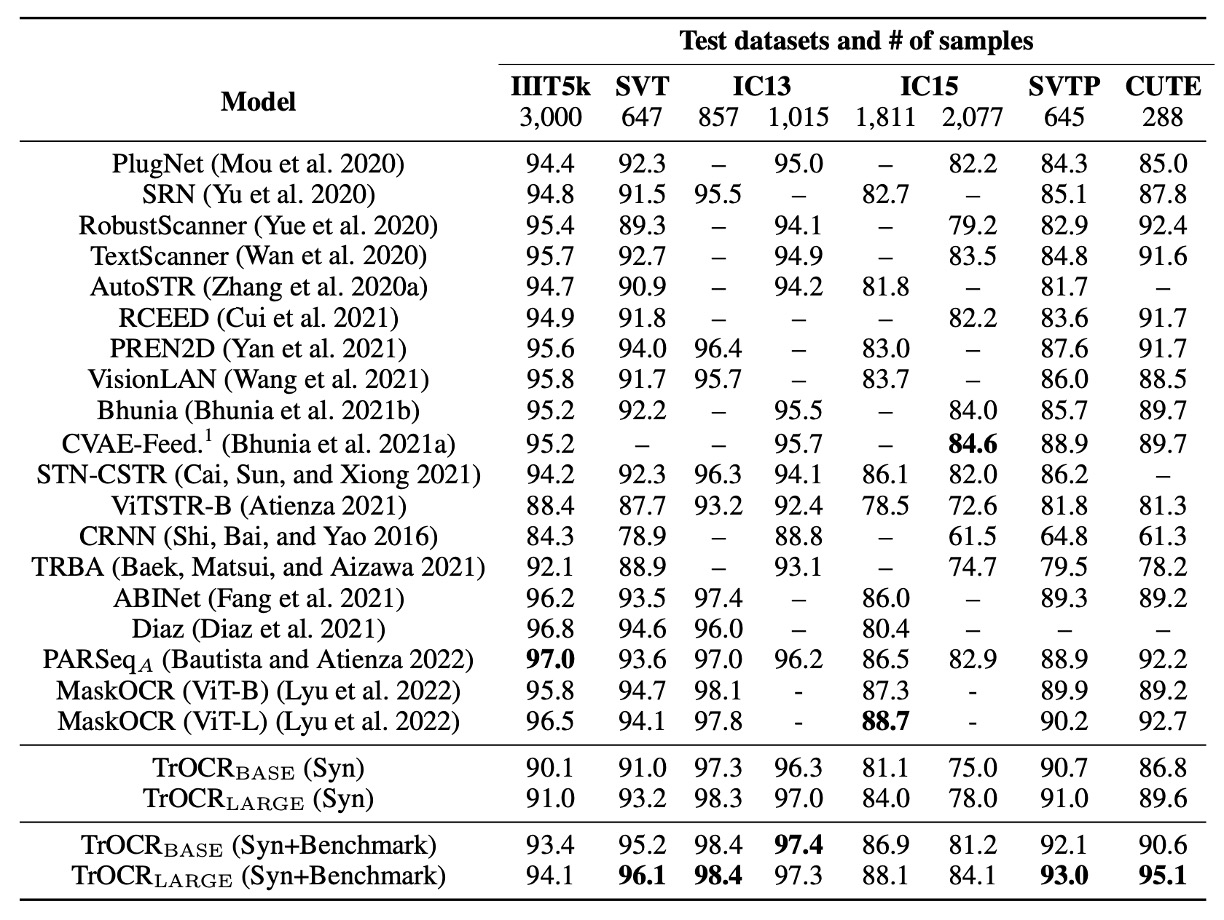 Test datasets and # of samples
Model IIIT5k SVT IC13 IC15 SVTP CUTE
3,000 647 857 1,015 1,811 2,077 645 288
PlugNet (Mou et al. 2020) 94.4 92.3 – 95.0 – 82.2 84.3 85.0
SRN (Yu et al. 2020) 94.8 91.5 95.5 – 82.7 – 85.1 87.8
RobustScanner (Yue et al. 2020) 95.4 89.3 – 94.1 – 79.2 82.9 92.4
TextScanner (Wan et al. 2020) 95.7 92.7 – 94.9 – 83.5 84.8 91.6
AutoSTR (Zhang et al. 2020a) 94.7 90.9 – 94.2 81.8 – 81.7 –
RCEED (Cui et al. 2021) 94.9 91.8 – – – 82.2 83.6 91.7
PREN2D (Yan et al. 2021) 95.6 94.0 96.4 – 83.0 – 87.6 91.7
VisionLAN (Wang et al. 2021) 95.8 91.7 95.7 – 83.7 – 86.0 88.5
Bhunia (Bhunia et al. 2021b) 95.2 92.2 – 95.5 – 84.0 85.7 89.7
CVAE-Feed.¹ (Bhunia et al. 2021a) 95.2 – – 95.7 – 84.6 88.9 89.7
STN-CSTR (Cai, Sun, and Xiong 2021) 94.2 92.3 96.3 94.1 86.1 82.0 86.2 –
ViTSTR-B (Atienza 2021) 88.4 87.7 93.2 92.4 78.5 72.6 81.8 81.3
CRNN (Shi, Bai, and Yao 2016) 84.3 78.9 – 88.8 – 61.5 64.8 61.3
TRBA (Baek, Matsui, and Aizawa 2021) 92.1 88.9 – 93.1 – 74.7 79.5 78.2
ABINet (Fang et al. 2021) 96.2 93.5 97.4 – 86.0 – 89.3 89.2
Diaz (Diaz et al. 2021) 96.8 94.6 96.0 – 80.4 – – –
PARSeqA (Bautista and Atienza 2022) 97.0 93.6 97.0 96.2 86.5 82.9 88.9 92.2
MaskOCR (ViT-B) (Lyu et al. 2022) 95.8 94.7 98.1 - 87.3 - 89.9 89.2
MaskOCR (ViT-L) (Lyu et al. 2022) 96.5 94.1 97.8 - 88.7 - 90.2 92.7
TrOCRBASE (Syn) 90.1 91.0 97.3 96.3 81.1 75.0 90.7 86.8
TrOCRLARGE (Syn) 91.0 93.2 98.3 97.0 84.0 78.0 91.0 89.6
TrOCRBASE (Syn+Benchmark) 93.4 95.2 98.4 97.4 86.9 81.2 92.1 90.6
TrOCRLARGE (Syn+Benchmark) 94.1 96.1 98.4 97.3 88.1 84.1 93.0 95.1